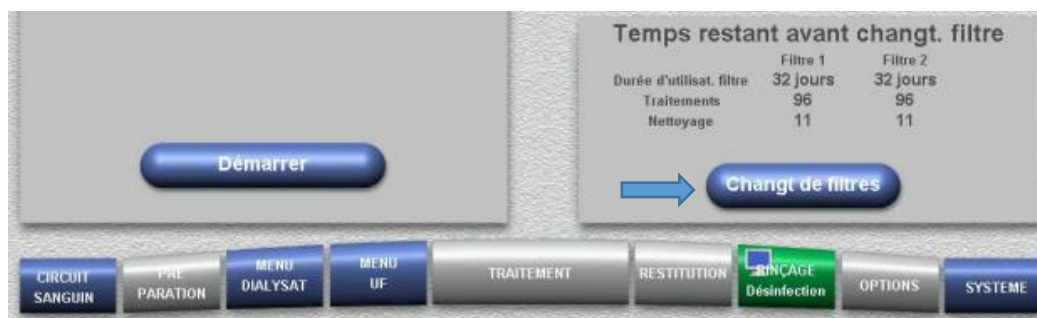 Temps restant avant changt. filtre
Filtre 1 Filtre 2
Durée d'utilisat. filtre 32 jours 32 jours
Traitements 96 96
Nettoyage 11 11
Démarrer
Changt de filtres
CIRCUIT
SANGUIN
PRE
PARATION
MENU
DIALYSAT
MENU
UF
TRAITEMENT
RESTITUTION
RINÇAGE
Désinfection
OPTIONS
SYSTEME